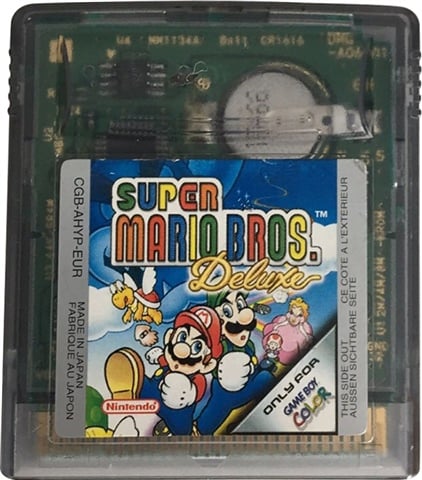 SUPER
MARIO BROS.
™
Deluxe
CGB-AHYP-EUR
MADE IN JAPAN
FABRIQUE AU JAPON
Nintendo
ONLY FOR
GAME BOY
COLOR
THIS SIDE OUT CE COTE A L'EXTERIEUR
AUSSEN SICHTBARE SEITE